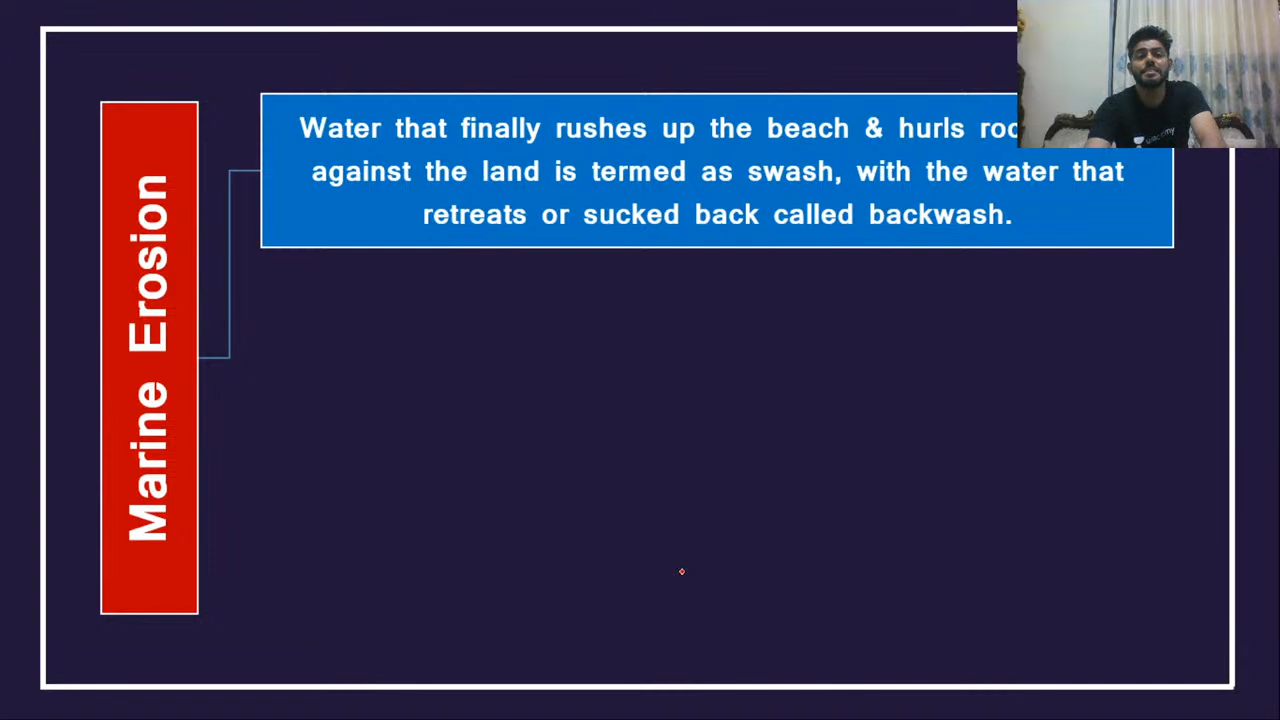 Water that finally rushes up the beach & hurls
against the land is termed as swash, with the water that
retreats or sucked back called backwash.
Marine Erosion